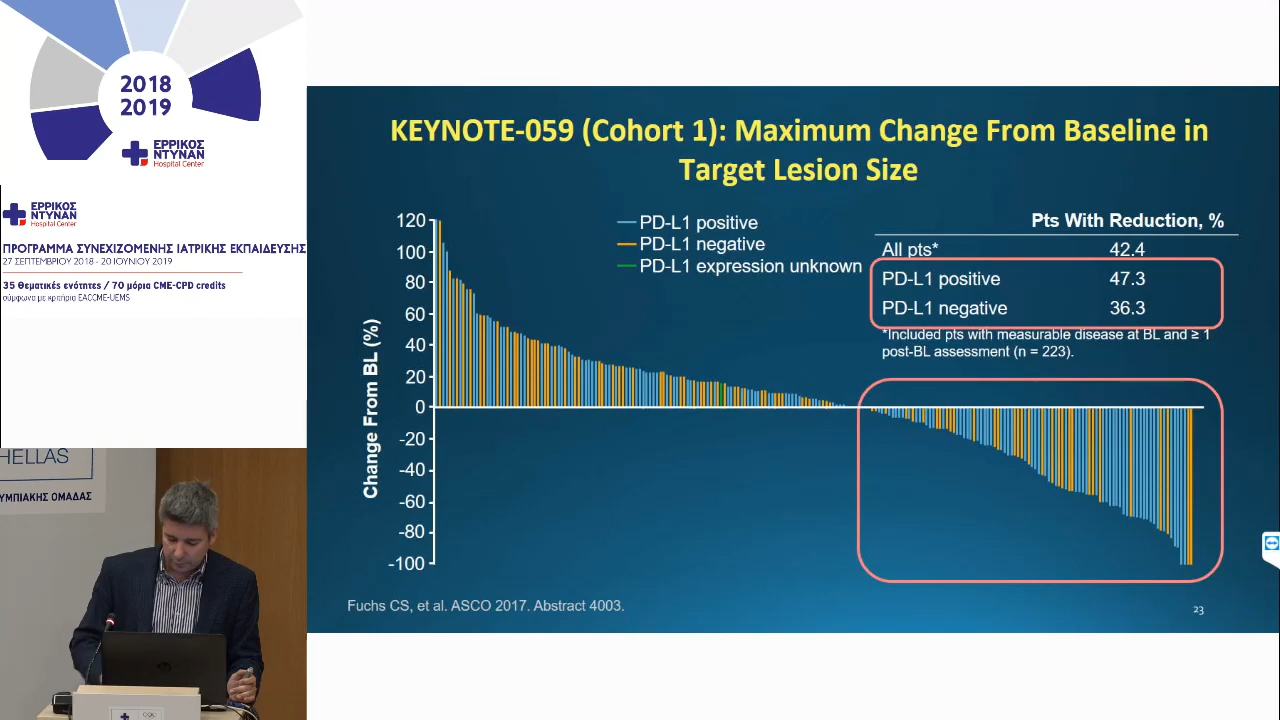 2018
2019
ΕΡΡΙΚΟΣ
ΝΤΥΝΑΝ
Hospital Center
ΕΡΡΙΚΟΣ
ΝΤΥΝΑΝ
Hospital Center
ΠΡΟΓΡΑΜΜΑ ΣΥΝΕΧΙΖΟΜΕΝΗΣ ΙΑΤΡΙΚΗΣ ΕΚΠΑΙΔΕΥΣΗΣ
27 ΣΕΠΤΕΜΒΡΙΟΥ 2018 - 20 ΙΟΥΝΙΟΥ 2019
35 Θεματικές ενότητες / 70 μόρια CME-CPD credits
σύμφωνα με κριτήρια EACCME-UEMS
HELLAS
ΥΜΠΙΑΚΗΣ ΟΜΑΔΑΣ
KEYNOTE-059 (Cohort 1): Maximum Change From Baseline in
Target Lesion Size
PD-L1 positive
PD-L1 negative
PD-L1 expression unknown
Pts With Reduction, %
All pts* 42.4
PD-L1 positive 47.3
PD-L1 negative 36.3
*Included pts with measurable disease at BL and ≥ 1
post-BL assessment (n = 223).
Change From BL (%)
120
100
80
60
40
20
0
-20
-40
-60
-80
-100
Fuchs CS, et al. ASCO 2017. Abstract 4003.
23